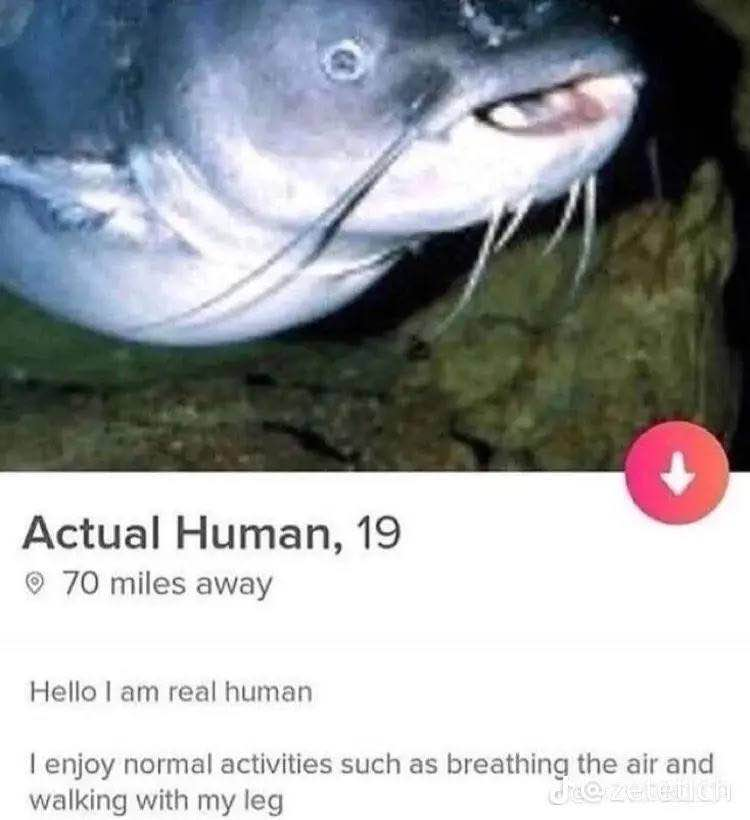 Actual Human, 19
70 miles away
Hello I am real human
I enjoy normal activities such as breathing the air and
walking with my leg